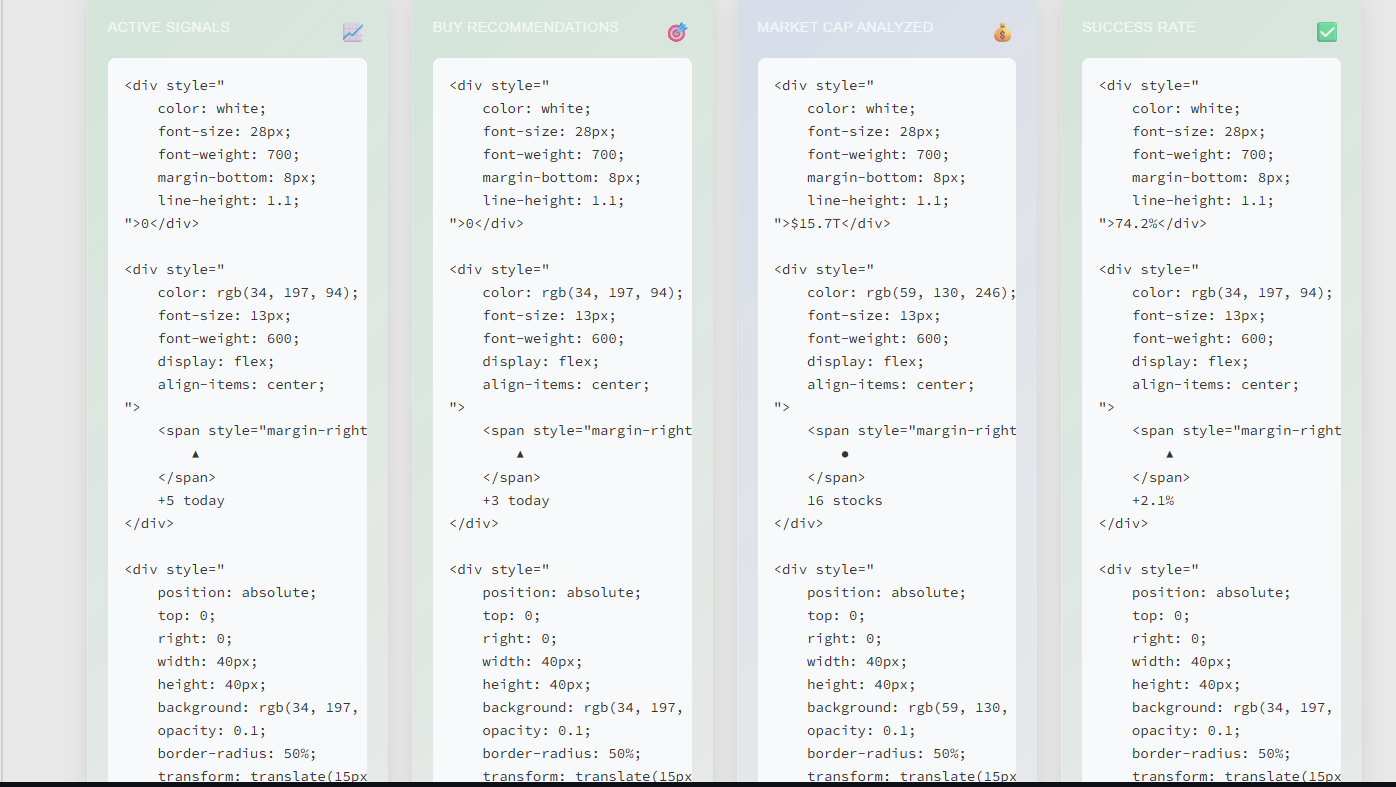 ACTIVE SIGNALS
<div style="
color: white;
font-size: 28px;
font-weight: 700;
margin-bottom: 8px;
line-height: 1.1;
">0</div>
<div style="
color: rgb(34, 197, 94);
font-size: 13px;
font-weight: 600;
display: flex;
align-items: center;
">
<span style="margin-right
▲
</span>
+5 today
</div>
<div style="
position: absolute;
top: 0;
right: 0;
width: 40px;
height: 40px;
background: rgb(34, 197,
opacity: 0.1;
border-radius: 50%;
transform: translate(15px
BUY RECOMMENDATIONS
<div style="
color: white;
font-size: 28px;
font-weight: 700;
margin-bottom: 8px;
line-height: 1.1;
">0</div>
<div style="
color: rgb(34, 197, 94);
font-size: 13px;
font-weight: 600;
display: flex;
align-items: center;
">
<span style="margin-right
▲
</span>
+3 today
</div>
<div style="
position: absolute;
top: 0;
right: 0;
width: 40px;
height: 40px;
background: rgb(34, 197,
opacity: 0.1;
border-radius: 50%;
transform: translate(15px
MARKET CAP ANALYZED
<div style="
color: white;
font-size: 28px;
font-weight: 700;
margin-bottom: 8px;
line-height: 1.1;
">$15.7T</div>
<div style="
color: rgb(59, 130, 246);
font-size: 13px;
font-weight: 600;
display: flex;
align-items: center;
">
<span style="margin-right
●
</span>
16 stocks
</div>
<div style="
position: absolute;
top: 0;
right: 0;
width: 40px;
height: 40px;
background: rgb(59, 130,
opacity: 0.1;
border-radius: 50%;
transform: translate(15px
SUCCESS RATE
<div style="
color: white;
font-size: 28px;
font-weight: 700;
margin-bottom: 8px;
line-height: 1.1;
">74.2%</div>
<div style="
color: rgb(34, 197, 94);
font-size: 13px;
font-weight: 600;
display: flex;
align-items: center;
">
<span style="margin-right
▲
</span>
+2.1%
</div>
<div style="
position: absolute;
top: 0;
right: 0;
width: 40px;
height: 40px;
background: rgb(34, 197,
opacity: 0.1;
border-radius: 50%;
transform: translate(15px